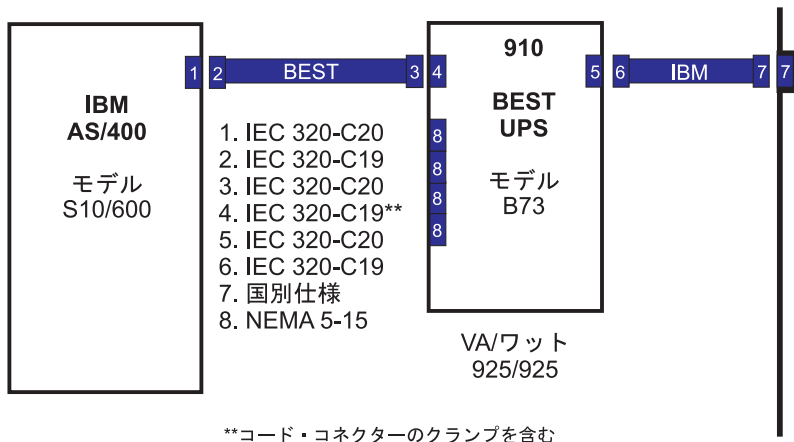 IBM
AS/400
モデル
S10/600
1
2
BEST
3
4
910
BEST
UPS
モデル
B73
8
8
8
8
5
6
IBM
7
7
1. IEC 320-C20
2. IEC 320-C19
3. IEC 320-C20
4. IEC 320-C19**
5. IEC 320-C20
6. IEC 320-C19
7. 国別仕様
8. NEMA 5-15
VA/ワット
925/925
**コード・コネクターのクランプを含む